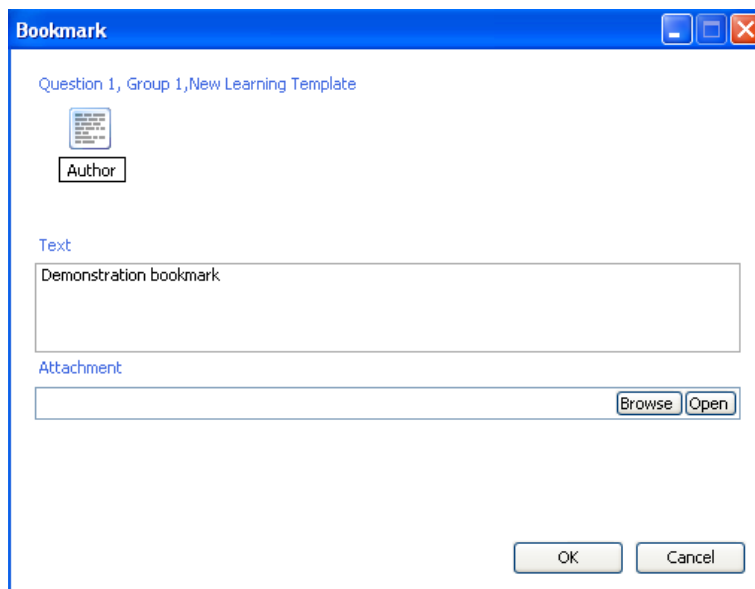 Bookmark
Question 1, Group 1,New Learning Template
Author
Text
Demonstration bookmark
Attachment
Browse Open
OK Cancel